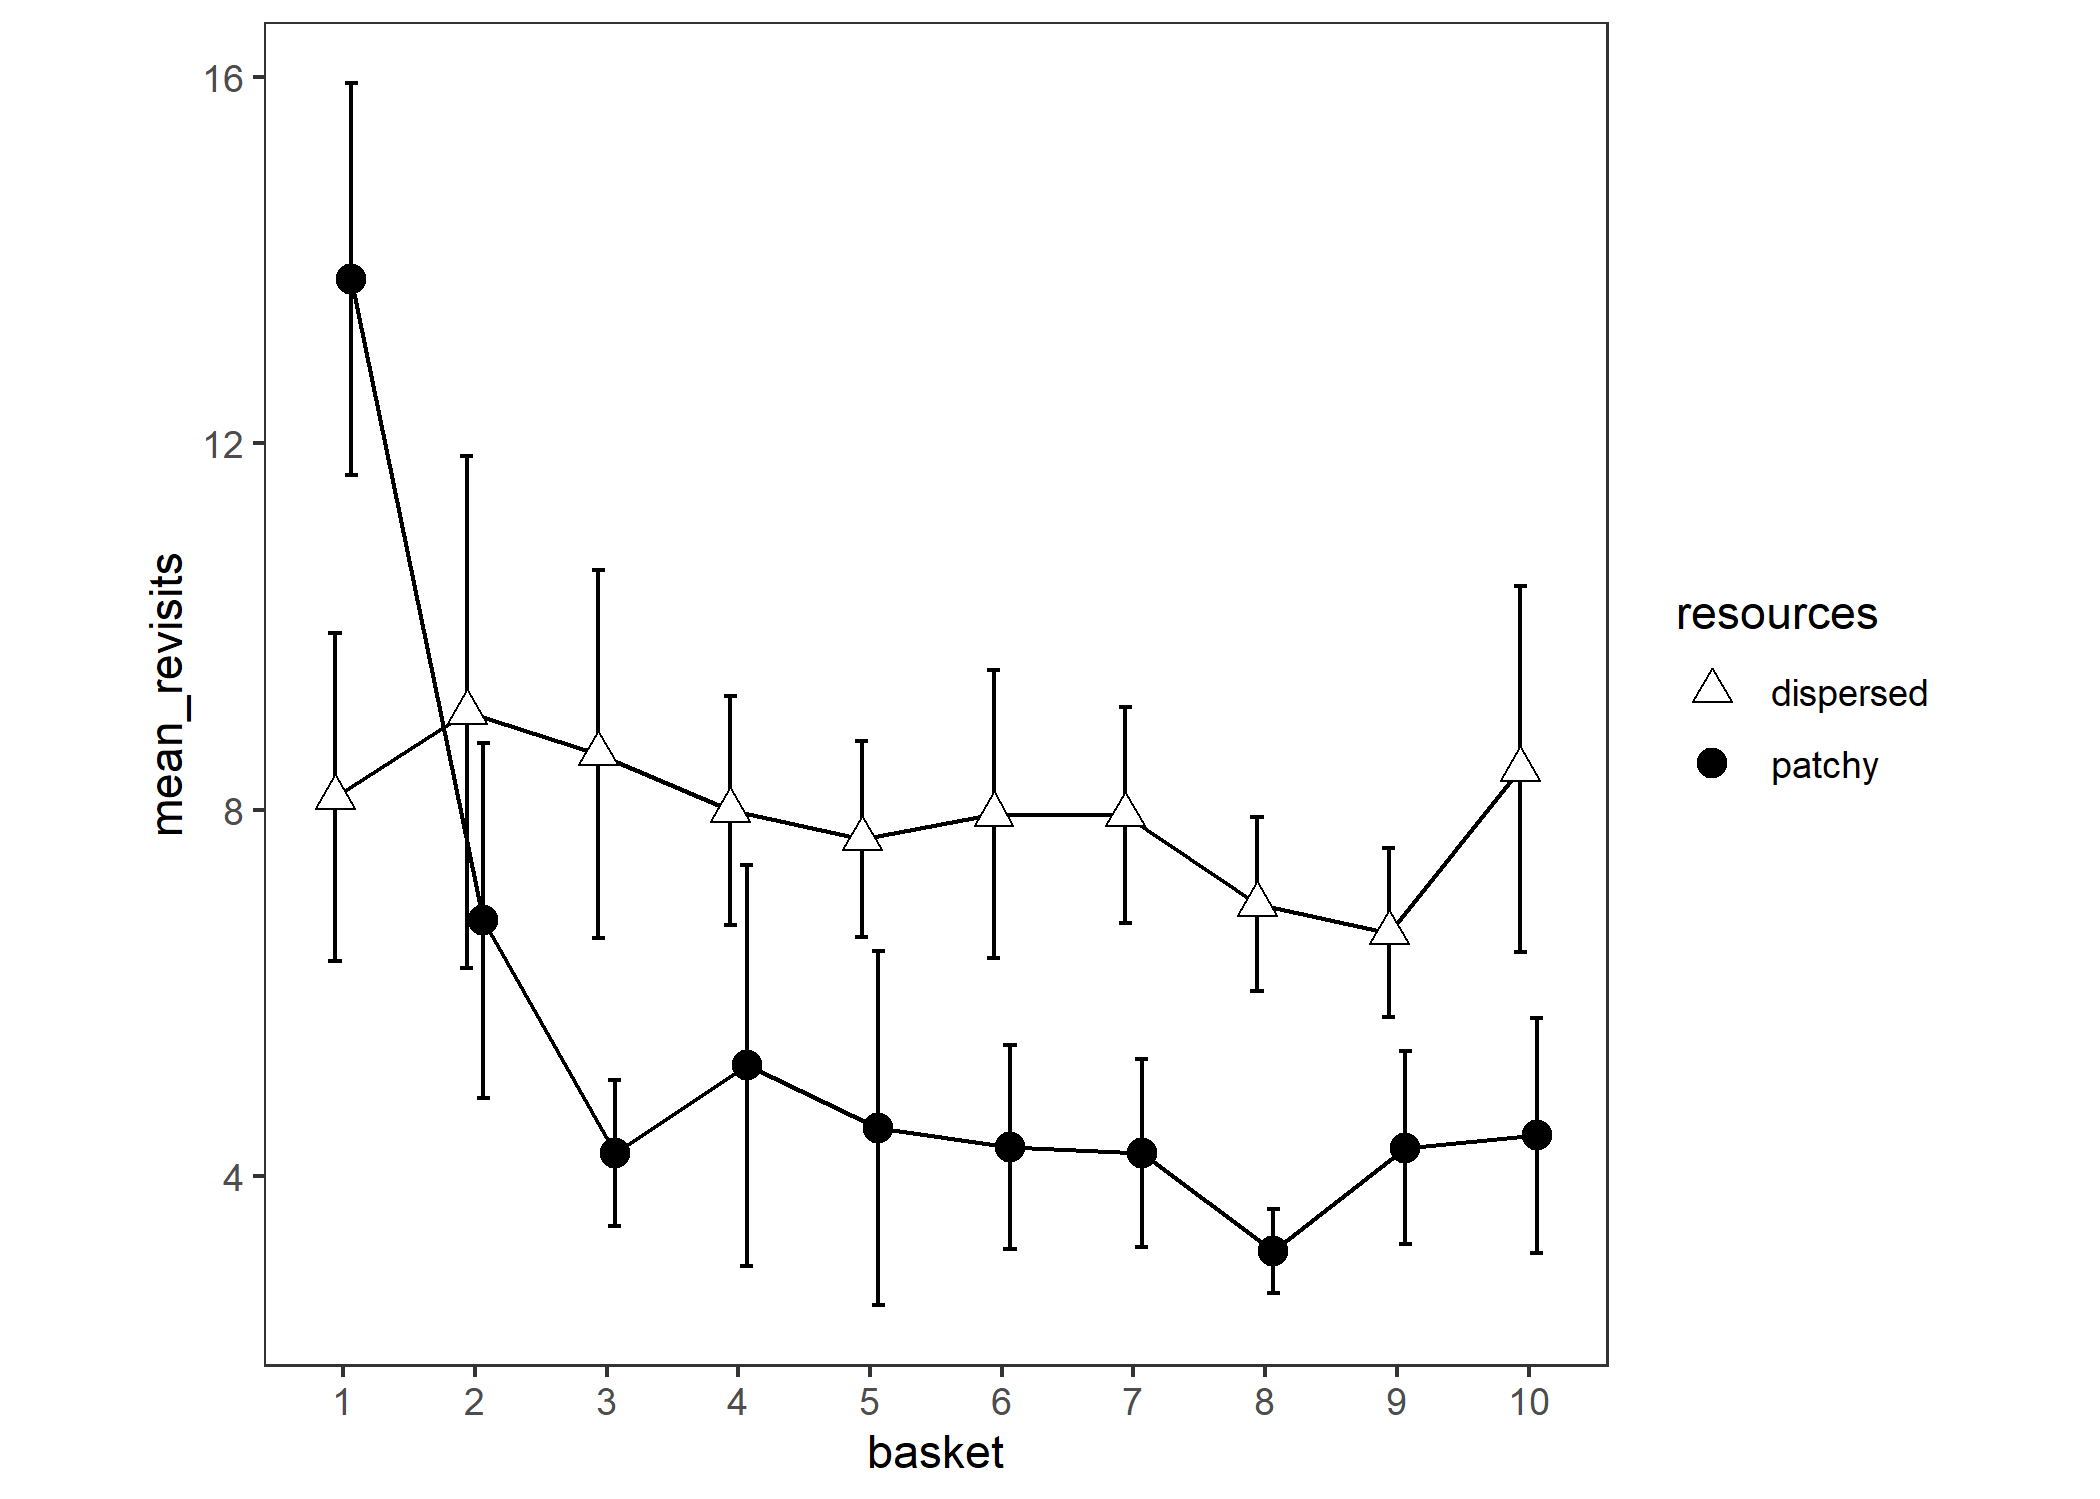 16
12
8
4
mean_revisits
1 2 3 4 5 6 7 8 9 10
basket
resources
dispersed
patchy